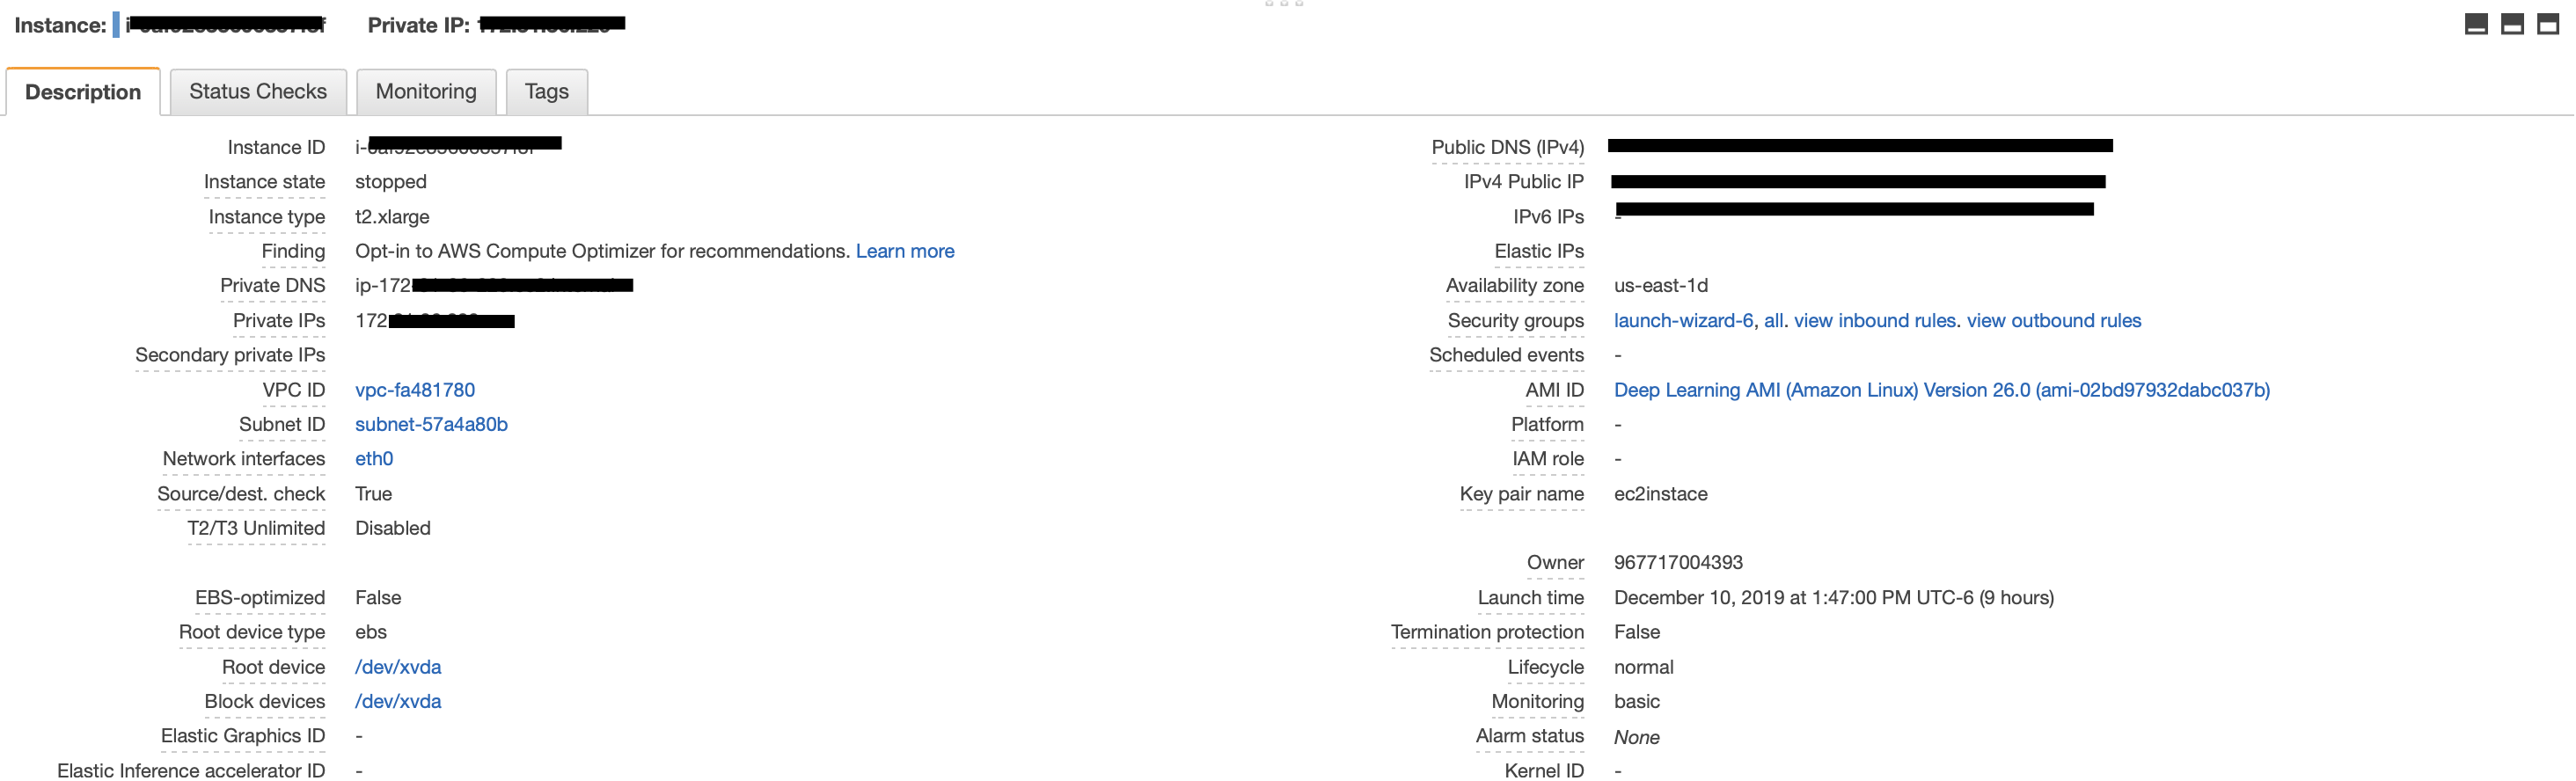 Instance: Private IP:
Description Status Checks Monitoring Tags
Instance ID i-
Instance state stopped
Instance type t2.xlarge
Finding Opt-in to AWS Compute Optimizer for recommendations. Learn more
Private DNS ip-172
Private IPs 172
Secondary private IPs
VPC ID vpc-fa481780
Subnet ID subnet-57a4a80b
Network interfaces eth0
Source/dest. check True
T2/T3 Unlimited Disabled
EBS-optimized False
Root device type ebs
Root device /dev/xvda
Block devices /dev/xvda
Elastic Graphics ID -
Elastic Inference accelerator ID -
Public DNS (IPv4)
IPv4 Public IP
IPv6 IPs -
Elastic IPs
Availability zone us-east-1d
Security groups launch-wizard-6, all. view inbound rules. view outbound rules
Scheduled events -
AMI ID Deep Learning AMI (Amazon Linux) Version 26.0 (ami-02bd97932dabc037b)
Platform -
IAM role -
Key pair name ec2instace
Owner 967717004393
Launch time December 10, 2019 at 1:47:00 PM UTC-6 (9 hours)
Termination protection False
Lifecycle normal
Monitoring basic
Alarm status None
Kernel ID -